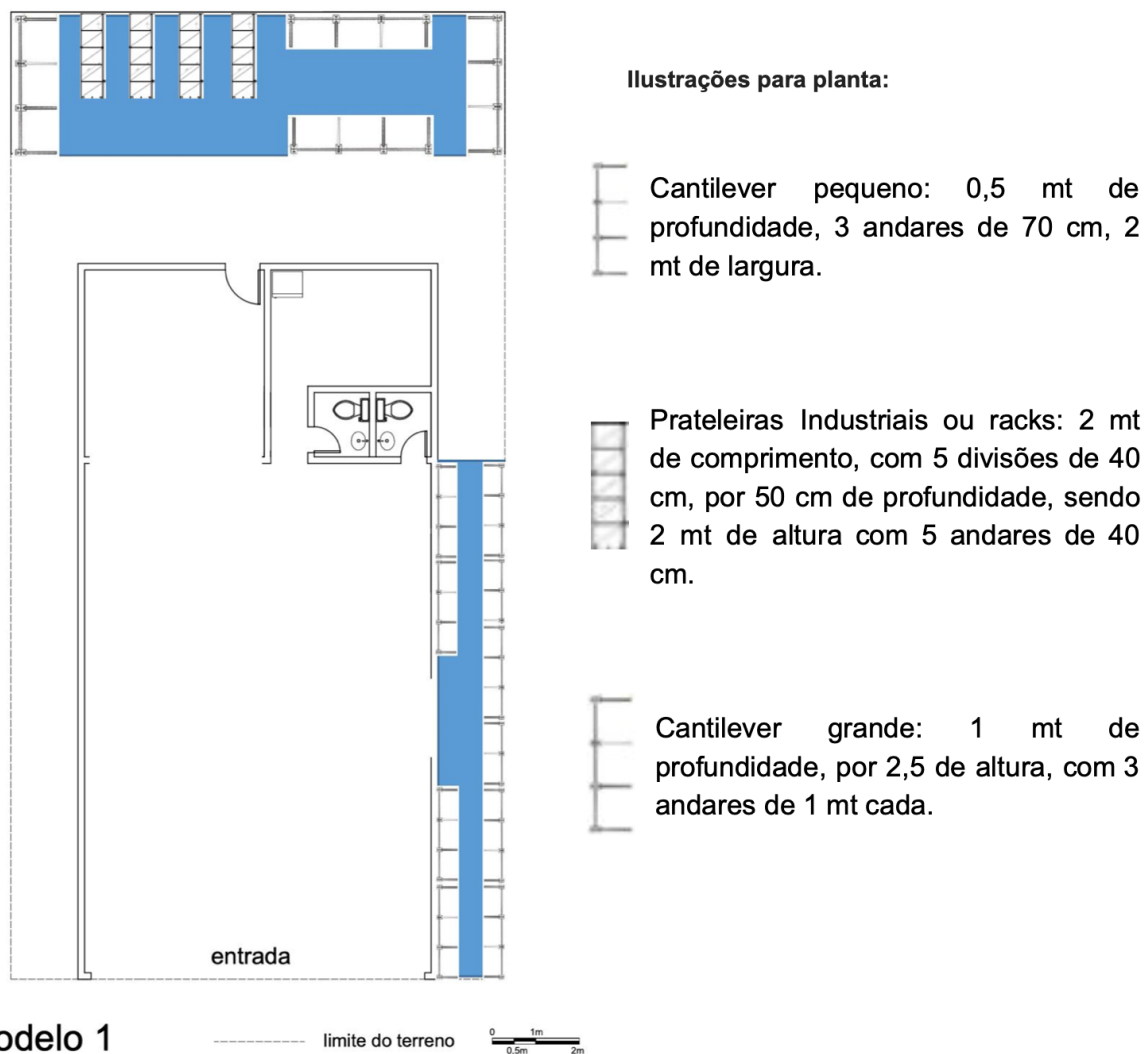 Ilustrações para planta:
Cantilever pequeno: 0,5 mt de
profundidade, 3 andares de 70 cm, 2
mt de largura.
Prateleiras Industriais ou racks: 2 mt
de comprimento, com 5 divisões de 40
cm, por 50 cm de profundidade, sendo
2 mt de altura com 5 andares de 40
cm.
Cantilever grande: 1 mt de
profundidade, por 2,5 de altura, com 3
andares de 1 mt cada.
entrada
odelo 1
limite do terreno
0 1m
0.5m 2m